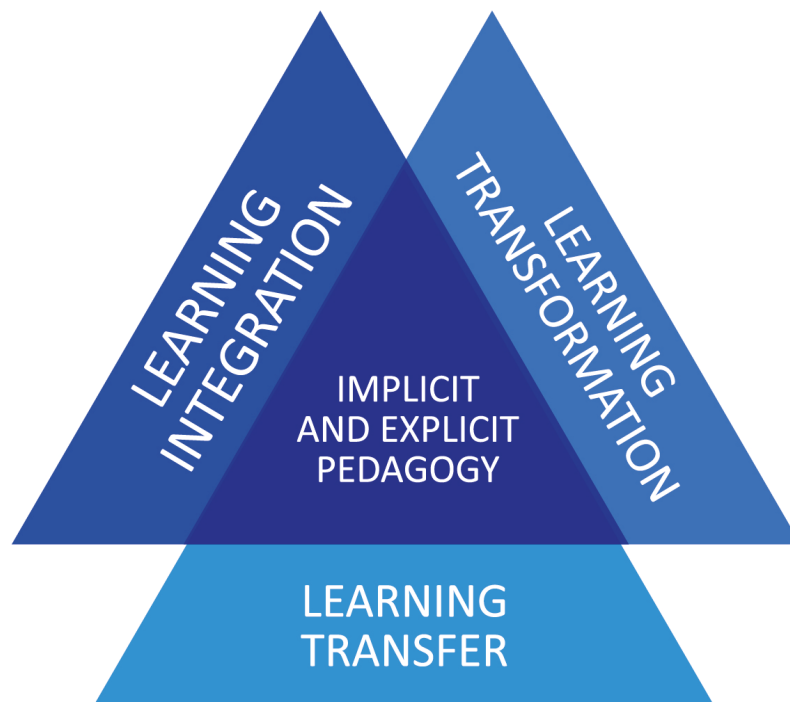 LEARNING
INTEGRATION
LEARNING
TRANSFORMATION
IMPLICIT
AND EXPLICIT
PEDAGOGY
LEARNING
TRANSFER